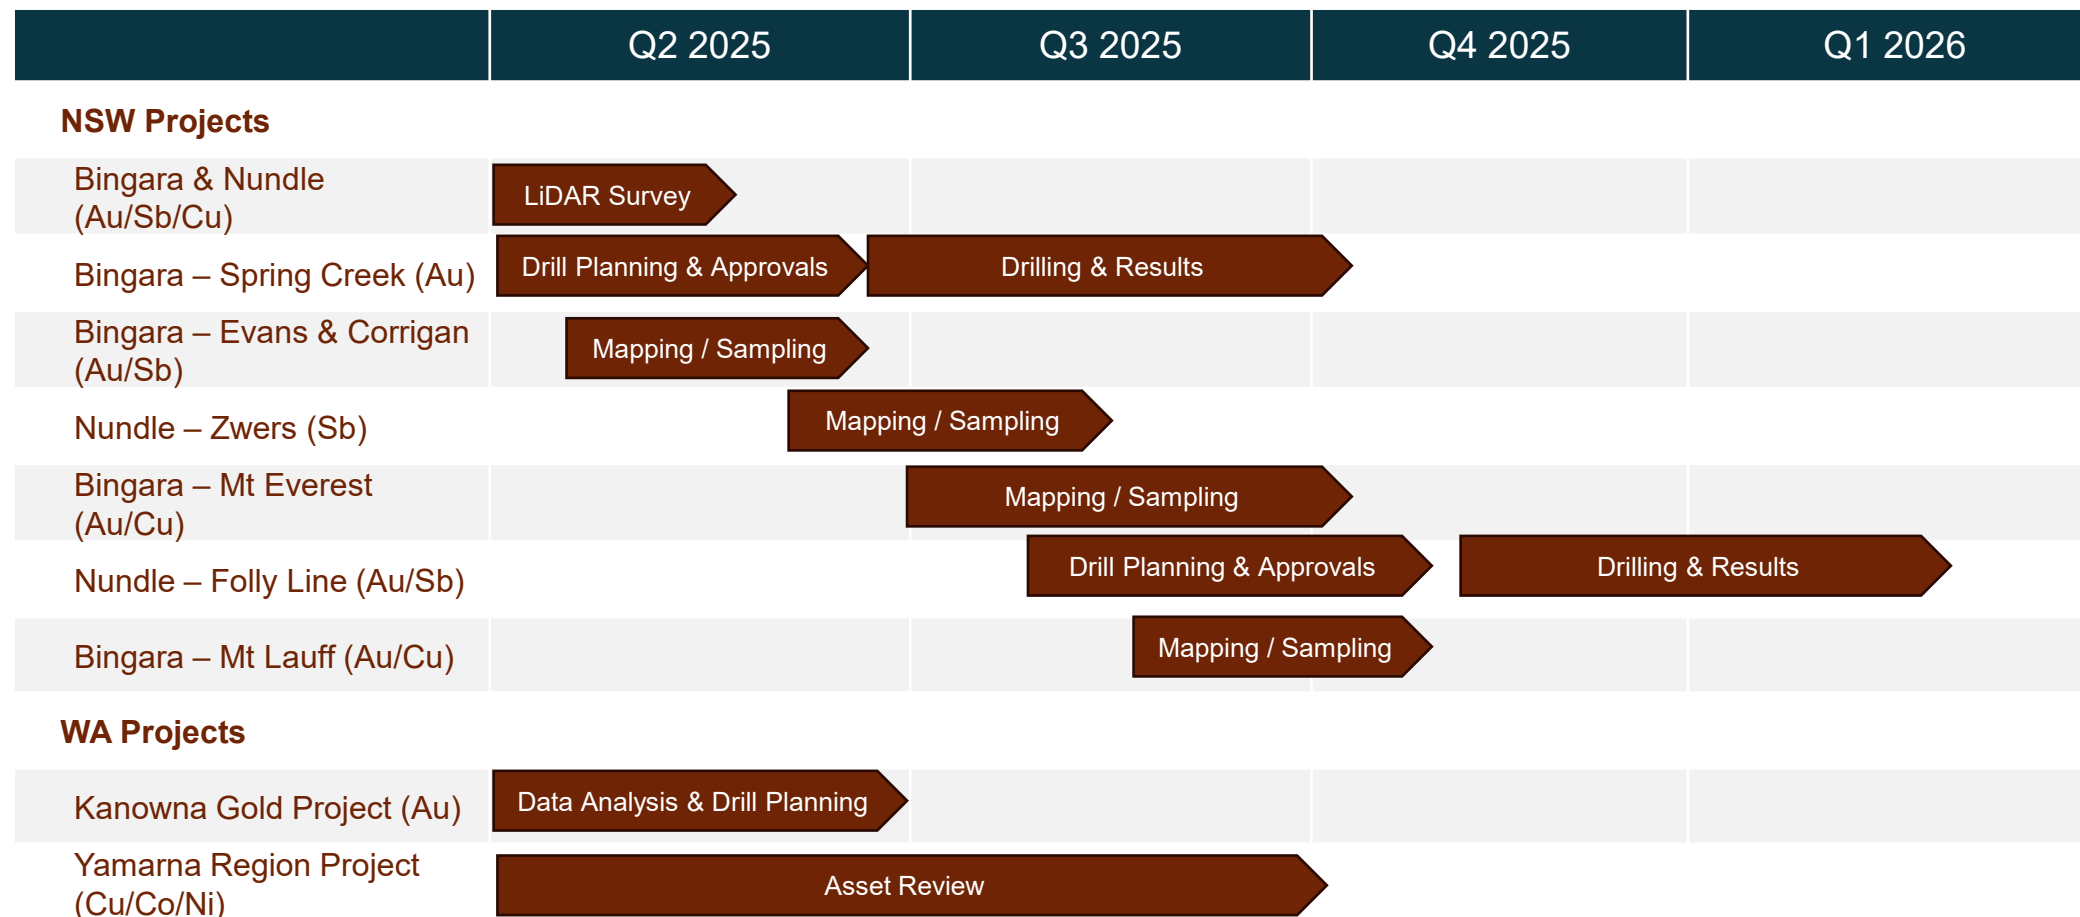 Q2 2025
Q3 2025
Q4 2025
Q1 2026
NSW Projects
Bingara & Nundle
(Au/Sb/Cu)
LiDAR Survey
Bingara – Spring Creek (Au)
Drill Planning & Approvals
Drilling & Results
Bingara – Evans & Corrigan
(Au/Sb)
Mapping / Sampling
Nundle – Zwers (Sb)
Mapping / Sampling
Bingara – Mt Everest
(Au/Cu)
Mapping / Sampling
Nundle – Folly Line (Au/Sb)
Drill Planning & Approvals
Drilling & Results
Bingara – Mt Lauff (Au/Cu)
Mapping / Sampling
WA Projects
Kanowna Gold Project (Au)
Data Analysis & Drill Planning
Yamarna Region Project
(Cu/Co/Ni)
Asset Review